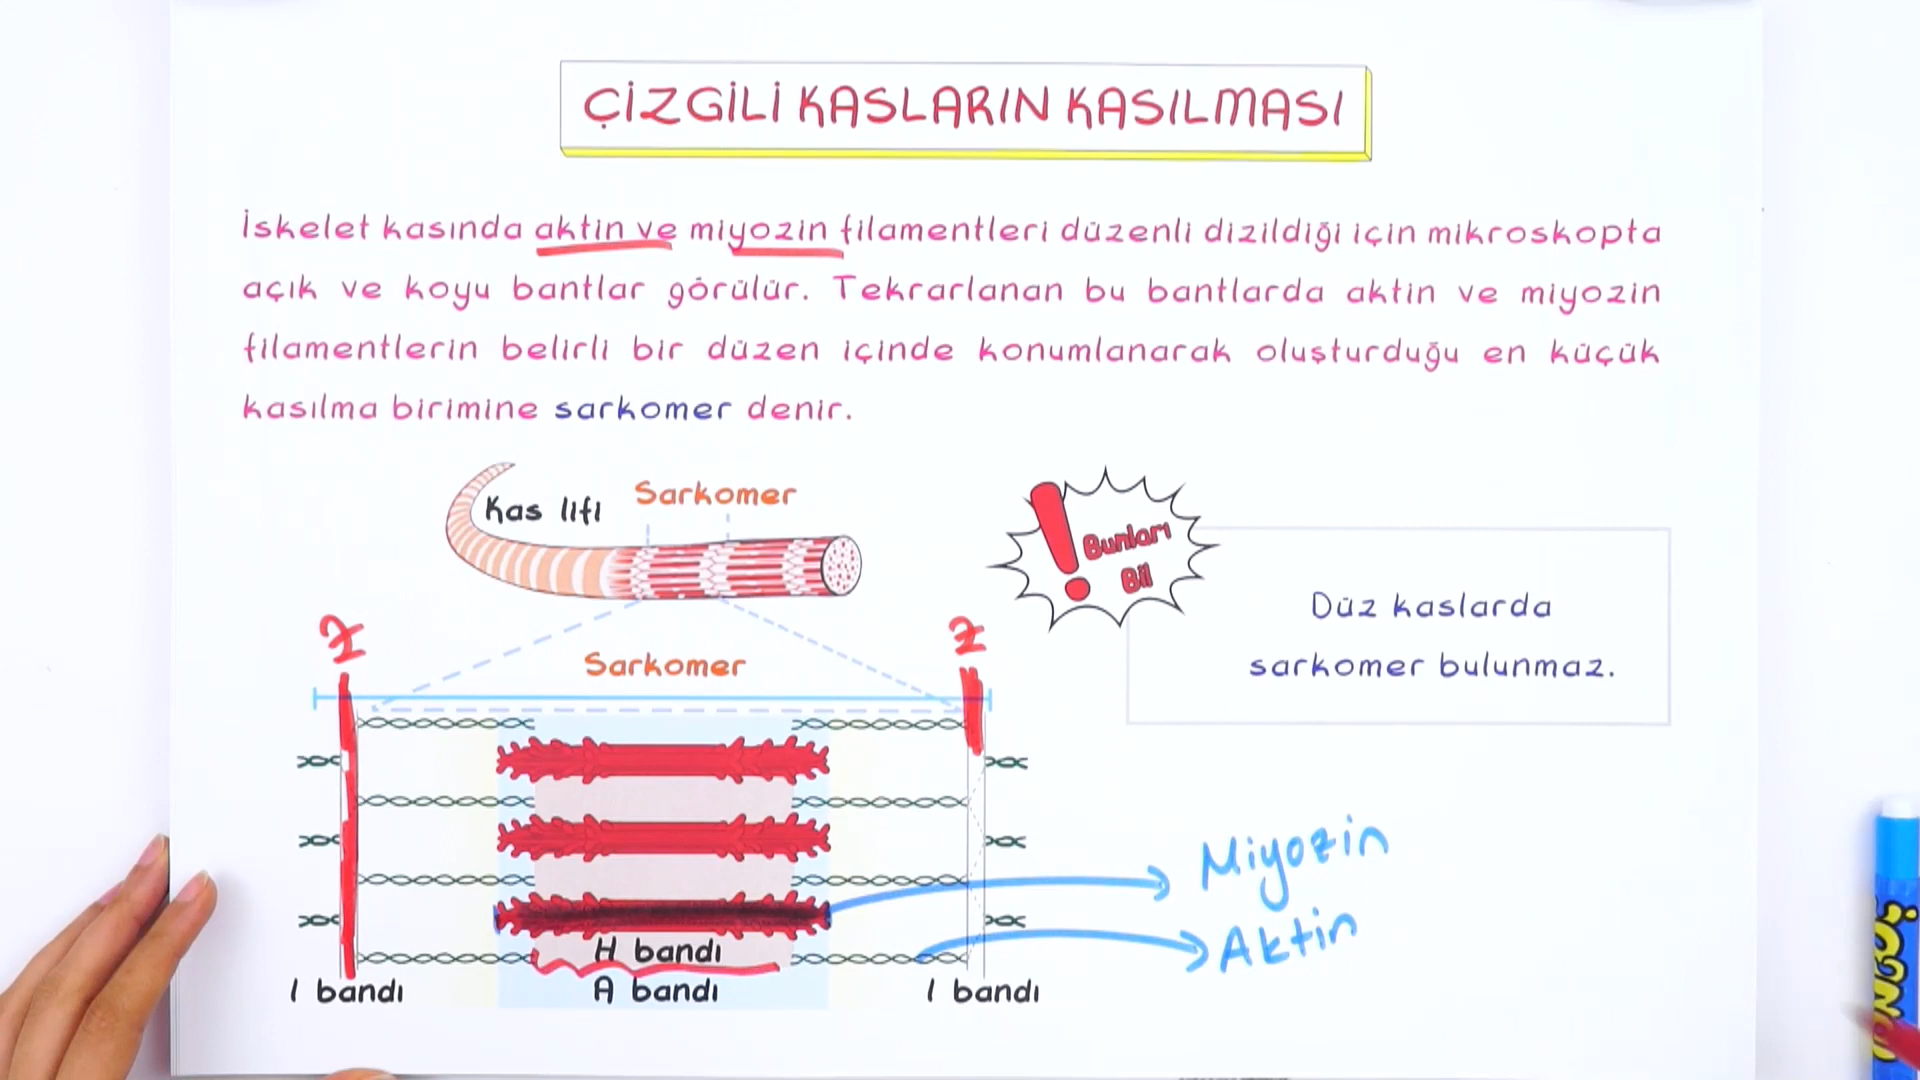 ÇİZGİLİ KASLARIN KASILMASI
İskelet kasında aktin ve miyozin filamentleri düzenli dizildiği için mikroskopta
açık ve koyu bantlar görülür. Tekrarlanan bu bantlarda aktin ve miyozin
filamentlerin belirli bir düzen içinde konumlanarak oluşturduğu en küçük
kasılma birimine sarkomer denir.
Kas lifi
Sarkomer
Bunları
Bil
Düz kaslarda
sarkomer bulunmaz.
Z
Z
Sarkomer
Miyozin
Aktin
H bandı
I bandı
A bandı
I bandı